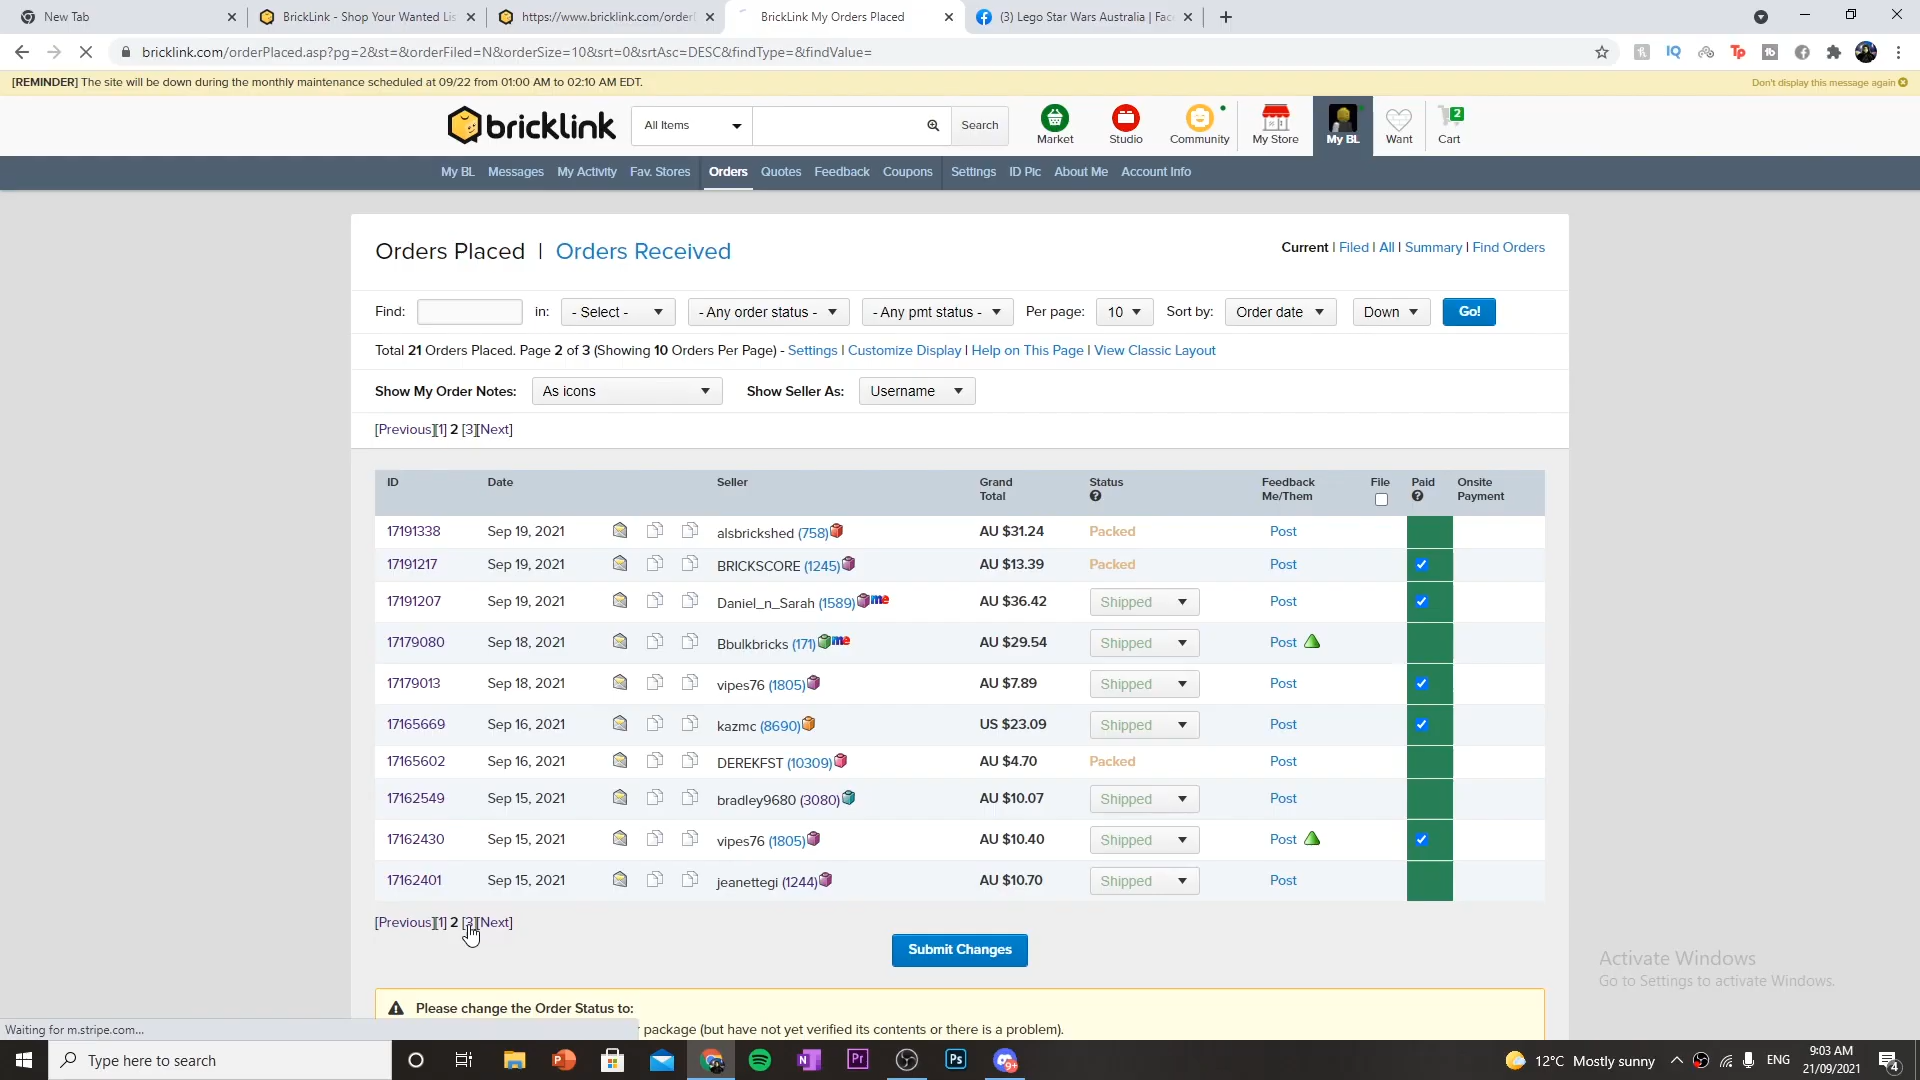 New Tab
BrickLink - Shop Your Wanted Lis
https://www.bricklink.com/orderD
BrickLink My Orders Placed
(3) Lego Star Wars Australia | Fac
bricklink.com/orderPlaced.asp?pg=2&st=&orderFiled=N&orderSize=10&srt=0&srtAsc=DESC&findType=&findValue=
[REMINDER] The site will be down during the monthly maintenance scheduled at 09/22 from 01:00 AM to 02:10 AM EDT.
Don't display this message again
bricklink
All Items
Search
Market
Studio
Community
My Store
My BL
Want
2
Cart
My BL Messages My Activity Fav. Stores Orders Quotes Feedback Coupons Settings ID Pic About Me Account Info
Orders Placed | Orders Received
Current | Filed | All | Summary | Find Orders
Find: in: - Select - - Any order status - - Any pmt status - Per page: 10 Sort by: Order date Down Go!
Total 21 Orders Placed. Page 2 of 3 (Showing 10 Orders Per Page) - Settings | Customize Display | Help on This Page | View Classic Layout
Show My Order Notes: As icons Show Seller As: Username
[Previous][1] 2 [3][Next]
ID Date Seller Grand Total Status Feedback Me/Them File Paid Onsite Payment
17191338 Sep 19, 2021 alsbrickshed (758) AU $31.24 Packed Post
17191217 Sep 19, 2021 BRICKSCORE (1245) AU $13.39 Packed Post
17191207 Sep 19, 2021 Daniel_n_Sarah (1589) me AU $36.42 Shipped Post
17179080 Sep 18, 2021 Bbulkbricks (171) me AU $29.54 Shipped Post
17179013 Sep 18, 2021 vipes76 (1805) AU $7.89 Shipped Post
17165669 Sep 16, 2021 kazmc (8690) US $23.09 Shipped Post
17165602 Sep 16, 2021 DEREKFST (10309) AU $4.70 Packed Post
17162549 Sep 15, 2021 bradley9680 (3080) AU $10.07 Shipped Post
17162430 Sep 15, 2021 vipes76 (1805) AU $10.40 Shipped Post
17162401 Sep 15, 2021 jeanettegi (1244) AU $10.70 Shipped Post
[Previous][1] 2 [3][Next]
Submit Changes
Activate Windows
Go to Settings to activate Windows.
Please change the Order Status to:
package (but have not yet verified its contents or there is a problem).
Waiting for m.stripe.com...
Type here to search
12°C Mostly sunny
ENG
9:03 AM
21/09/2021
4